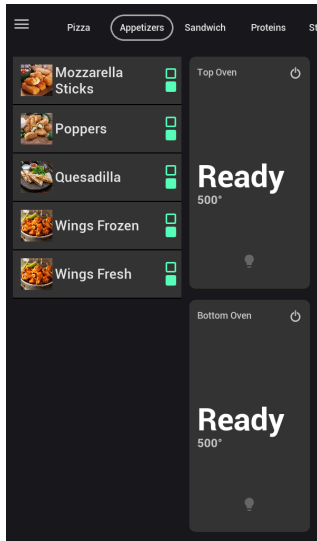 Pizza
Appetizers
Sandwich
Proteins
Mozzarella
Sticks
Poppers
Quesadilla
Wings Frozen
Wings Fresh
Top Oven
Ready
500°
Bottom Oven
Ready
500°